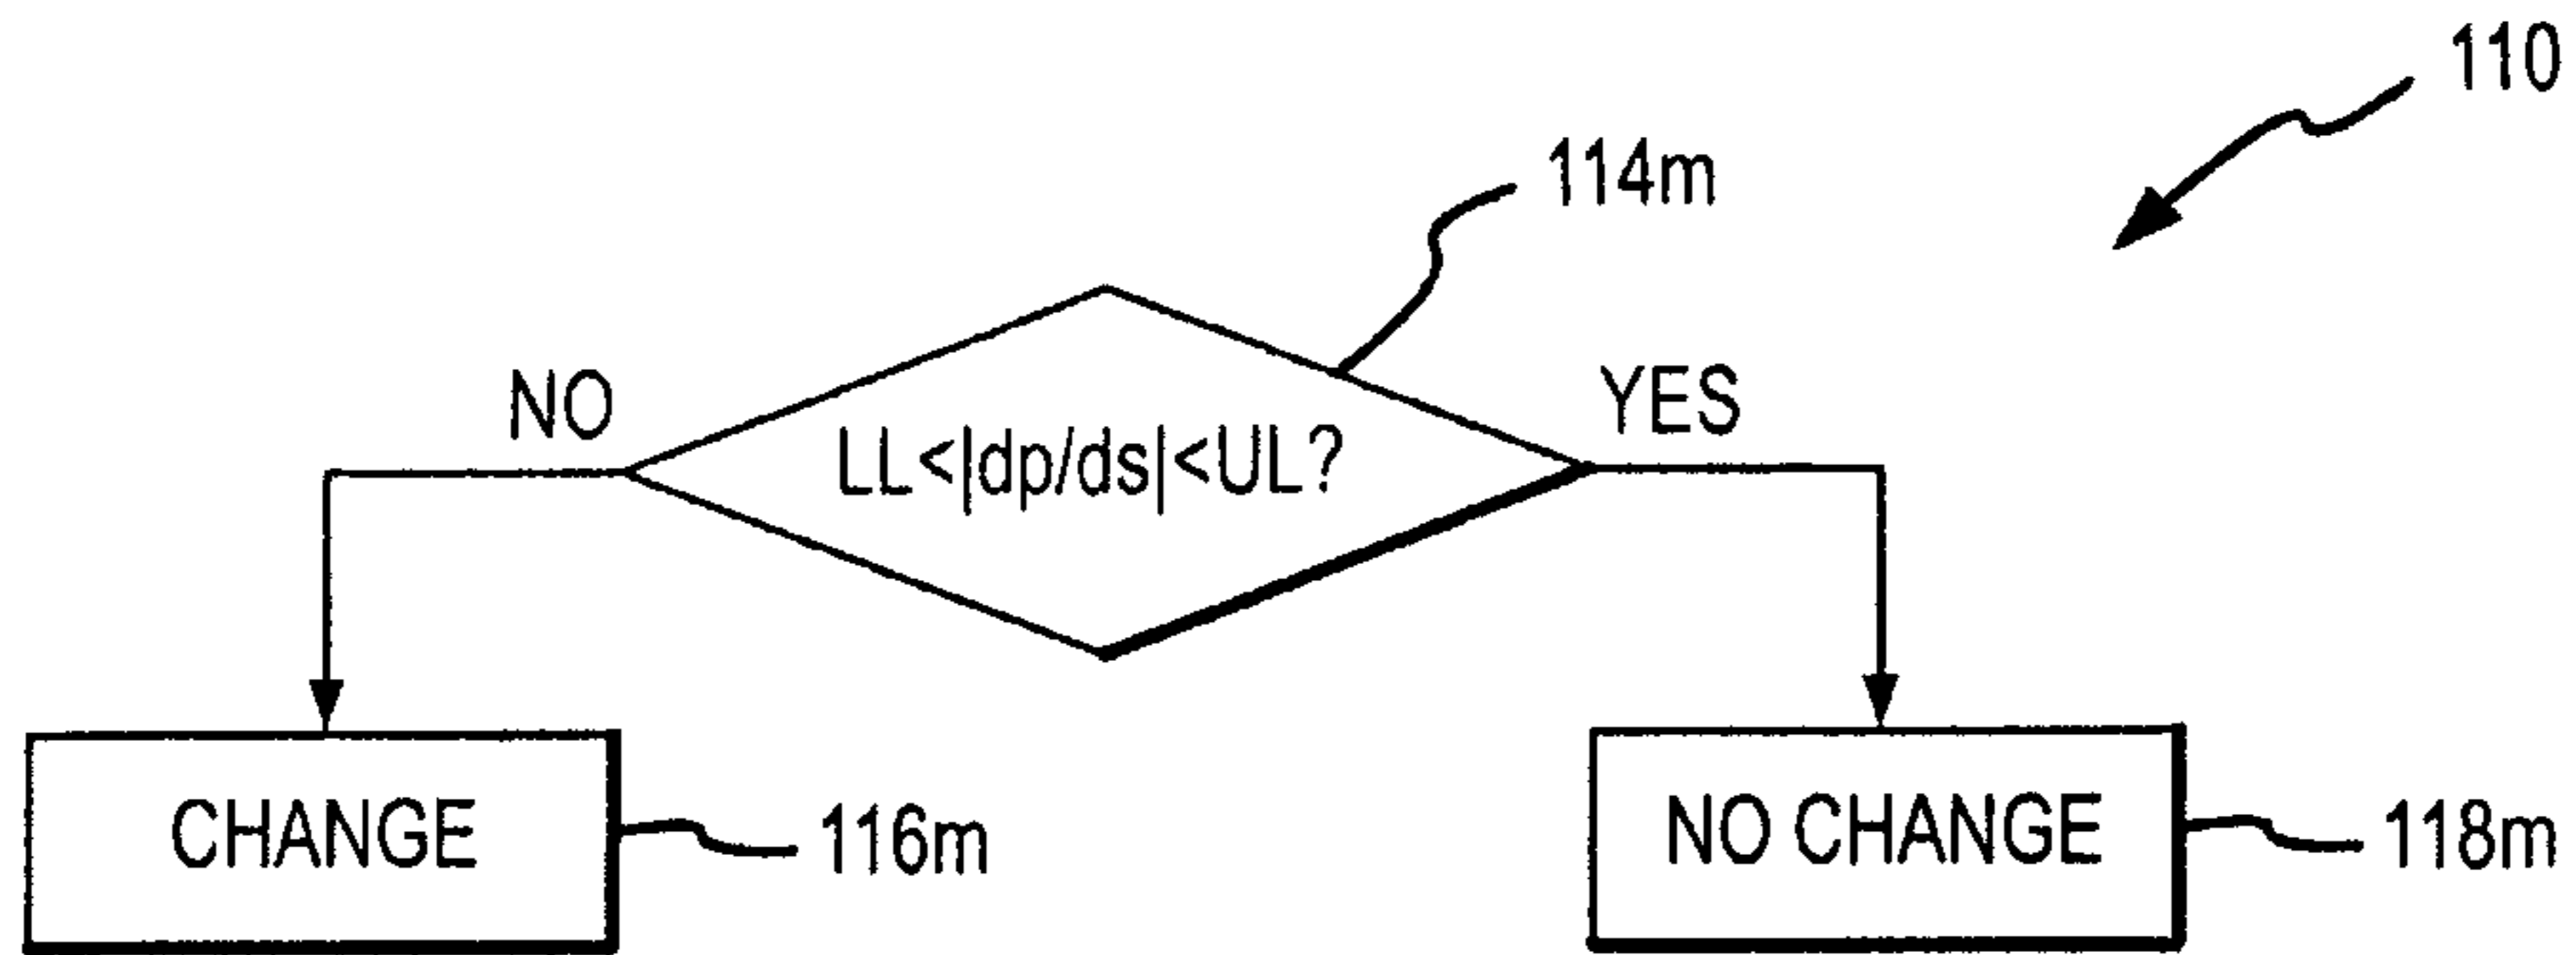 110
114m
NO
YES
LL<|dp/ds|<UL?
CHANGE
116m
NO CHANGE
118m